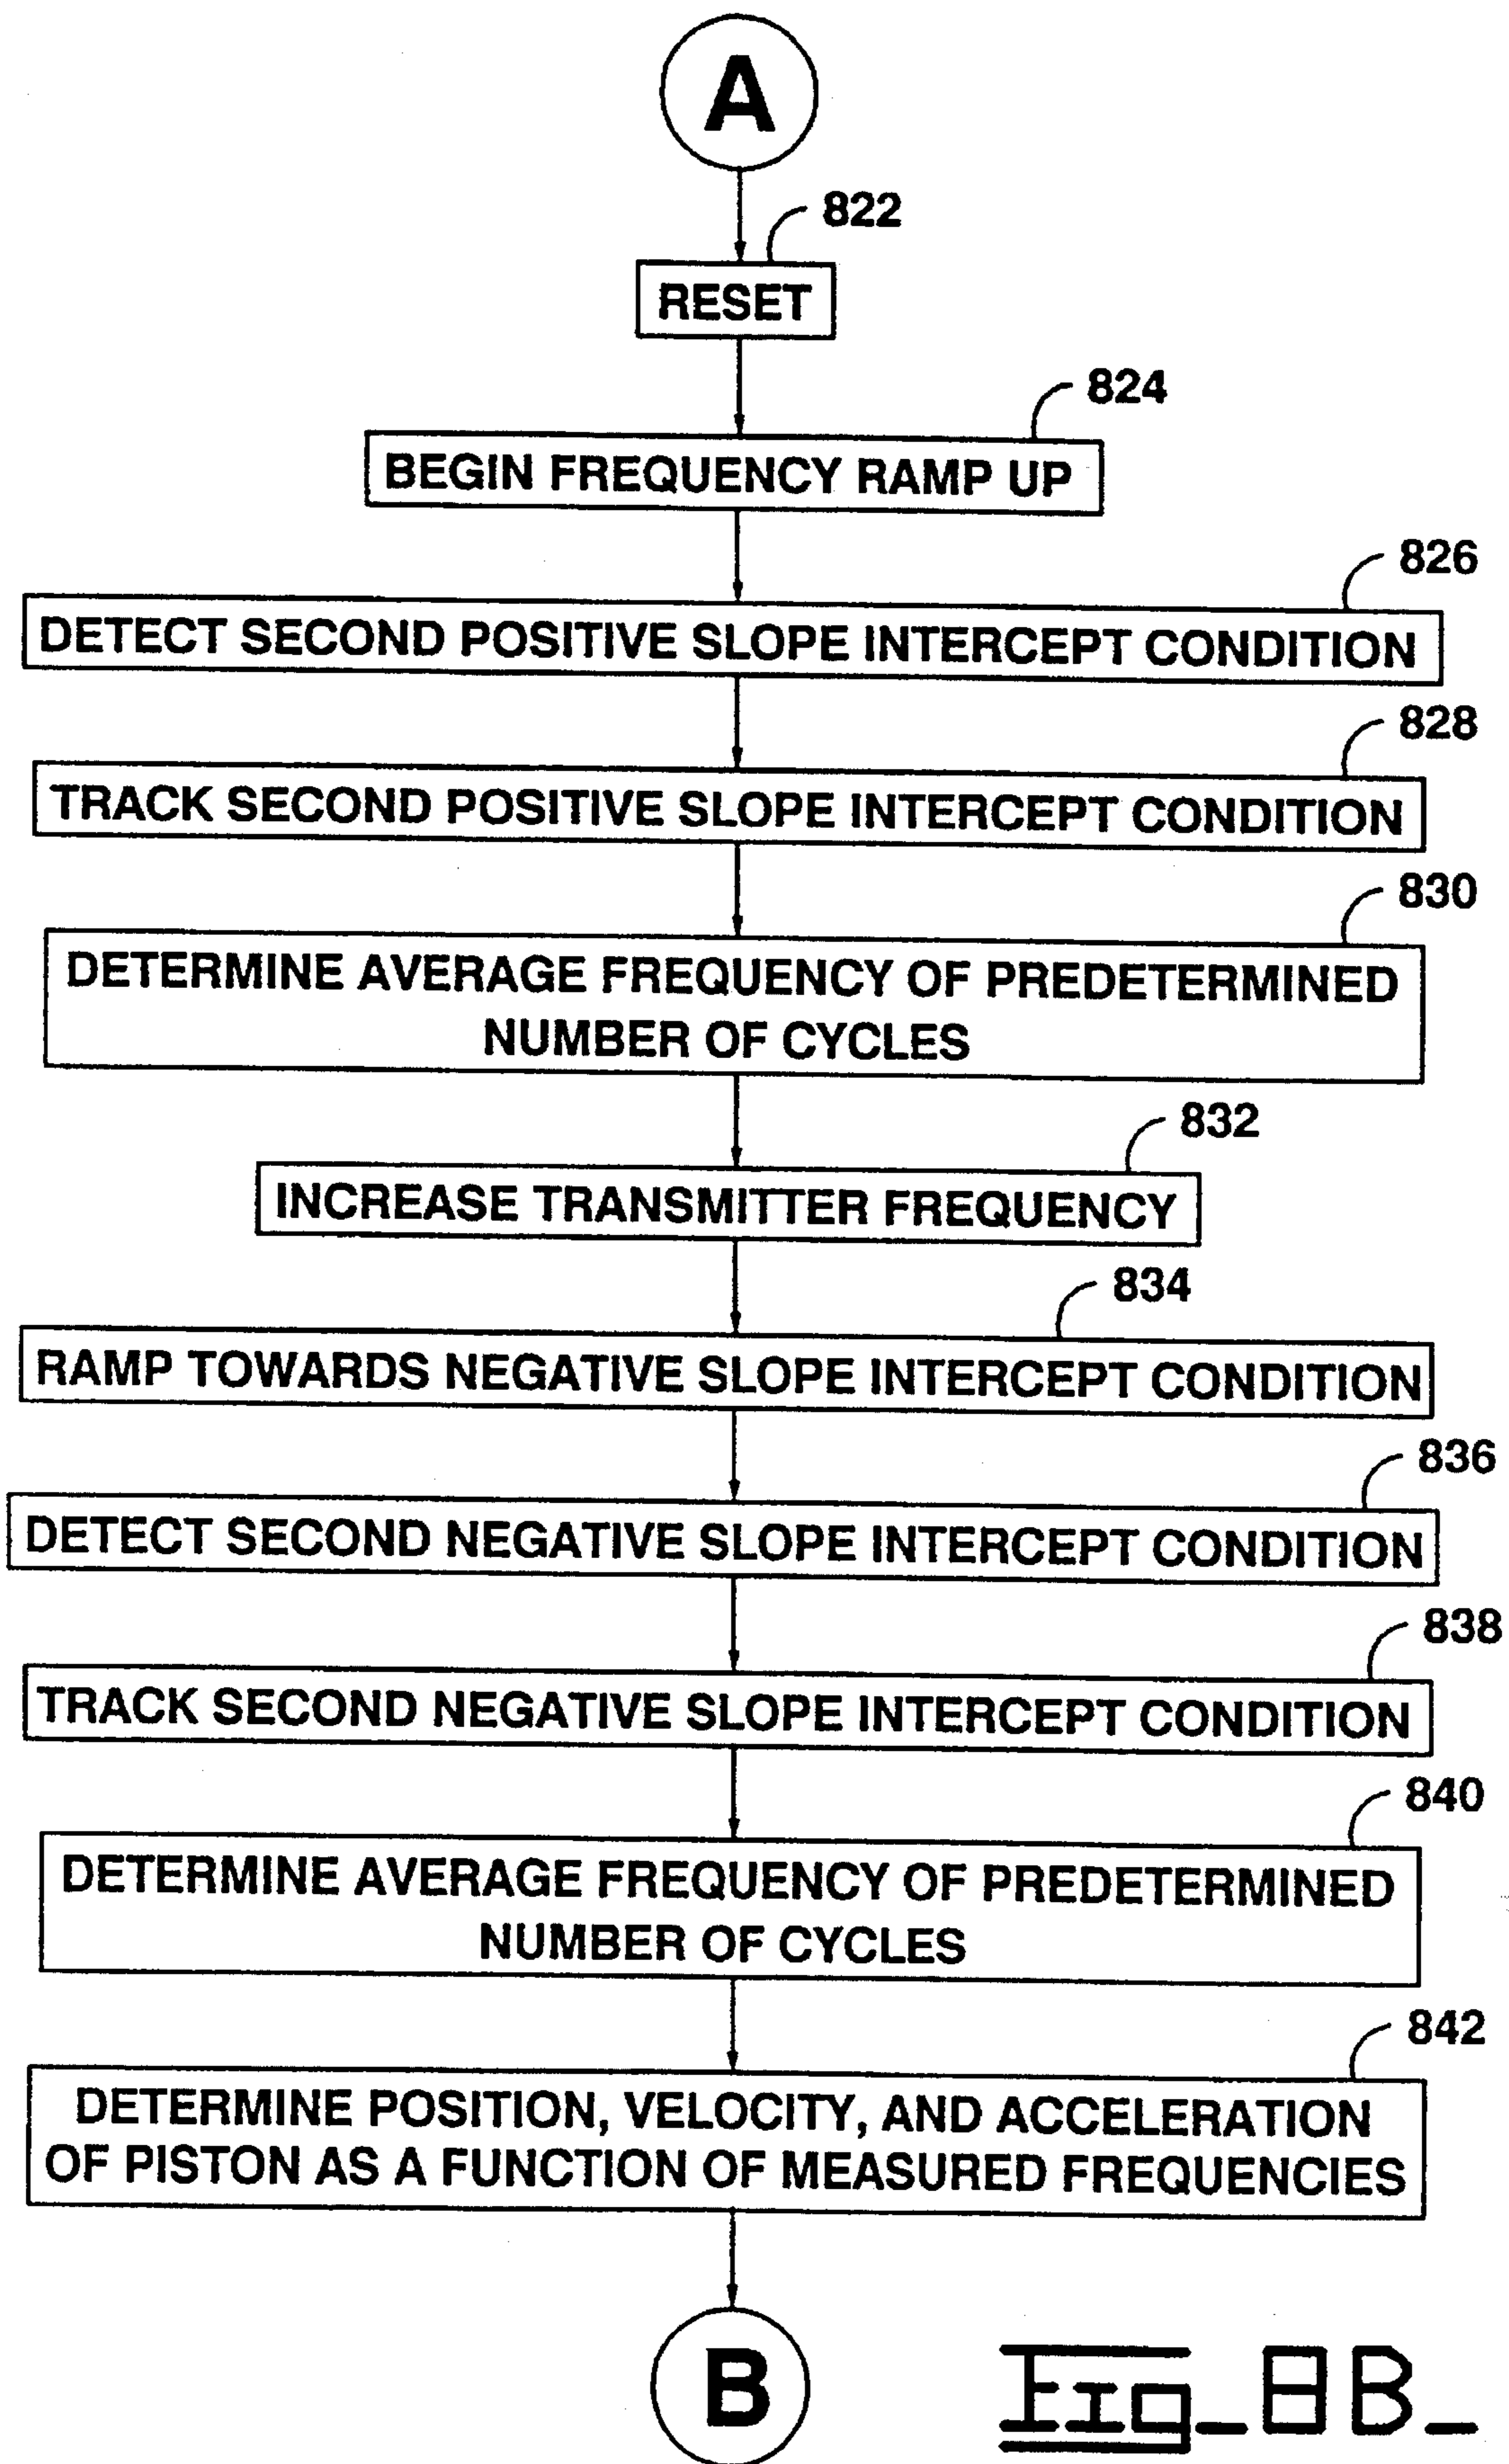 A
822
RESET
824
BEGIN FREQUENCY RAMP UP
826
DETECT SECOND POSITIVE SLOPE INTERCEPT CONDITION
828
TRACK SECOND POSITIVE SLOPE INTERCEPT CONDITION
830
DETERMINE AVERAGE FREQUENCY OF PREDETERMINED
NUMBER OF CYCLES
832
INCREASE TRANSMITTER FREQUENCY
834
RAMP TOWARDS NEGATIVE SLOPE INTERCEPT CONDITION
836
DETECT SECOND NEGATIVE SLOPE INTERCEPT CONDITION
838
TRACK SECOND NEGATIVE SLOPE INTERCEPT CONDITION
840
DETERMINE AVERAGE FREQUENCY OF PREDETERMINED
NUMBER OF CYCLES
842
DETERMINE POSITION, VELOCITY, AND ACCELERATION
OF PISTON AS A FUNCTION OF MEASURED FREQUENCIES
B
Fig_8B_